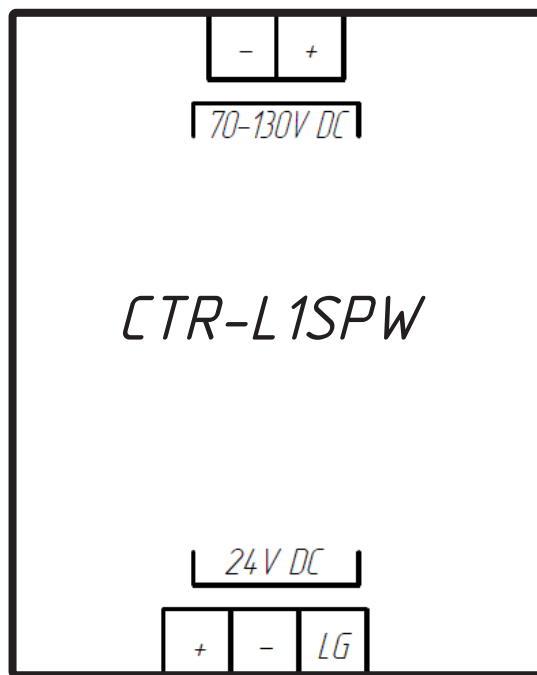 - +
70-130V DC
CTR-L1SPW
24V DC
+ - LG